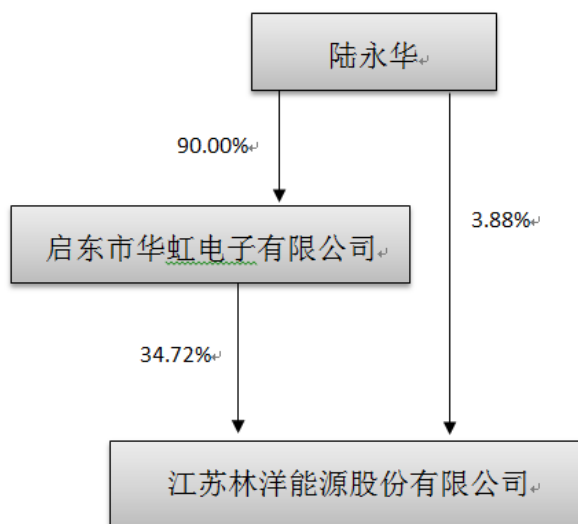 陆永华
90.00%
3.88%
启东市华虹电子有限公司
34.72%
江苏林洋能源股份有限公司